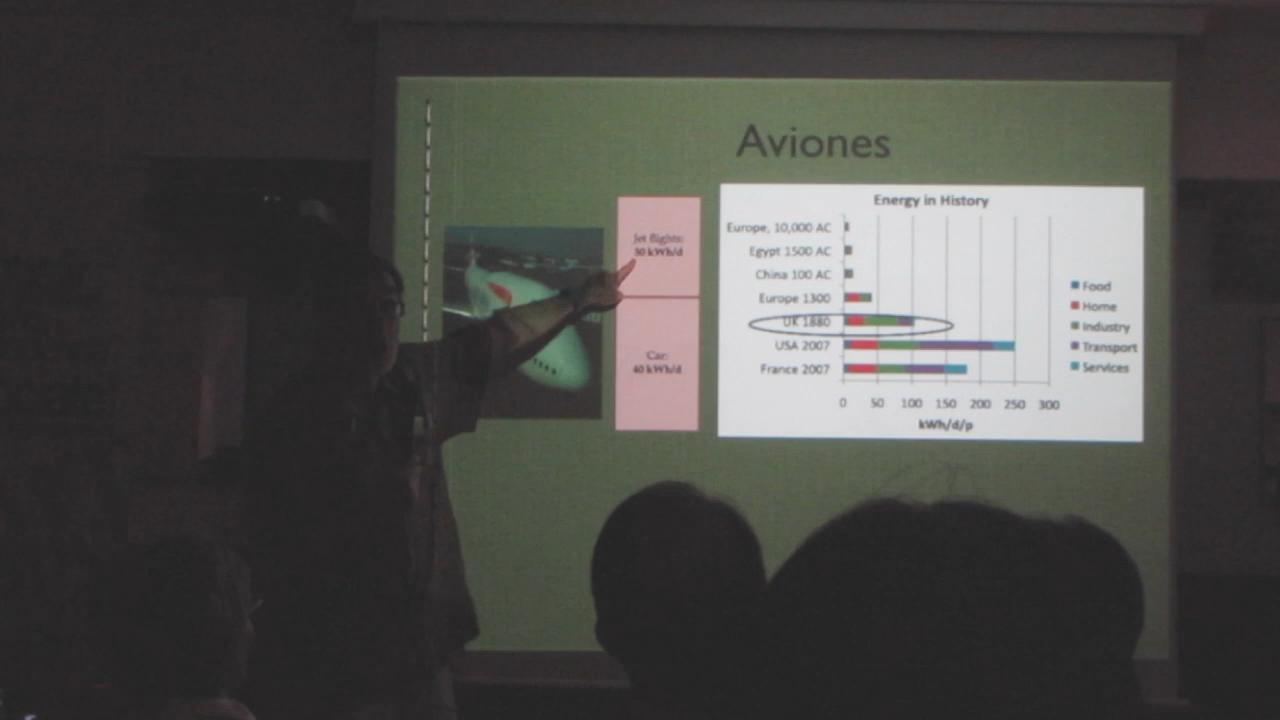 Aviones
Jet flights:
30 kWh/d
Car:
40 kWh/d
Energy in History
Europe, 10,000 AC
Egypt 1500 AC
China 100 AC
Europe 1300
UK 1880
USA 2007
France 2007
0 50 100 150 200 250 300
kWh/d/p
Food
Home
Industry
Transport
Services